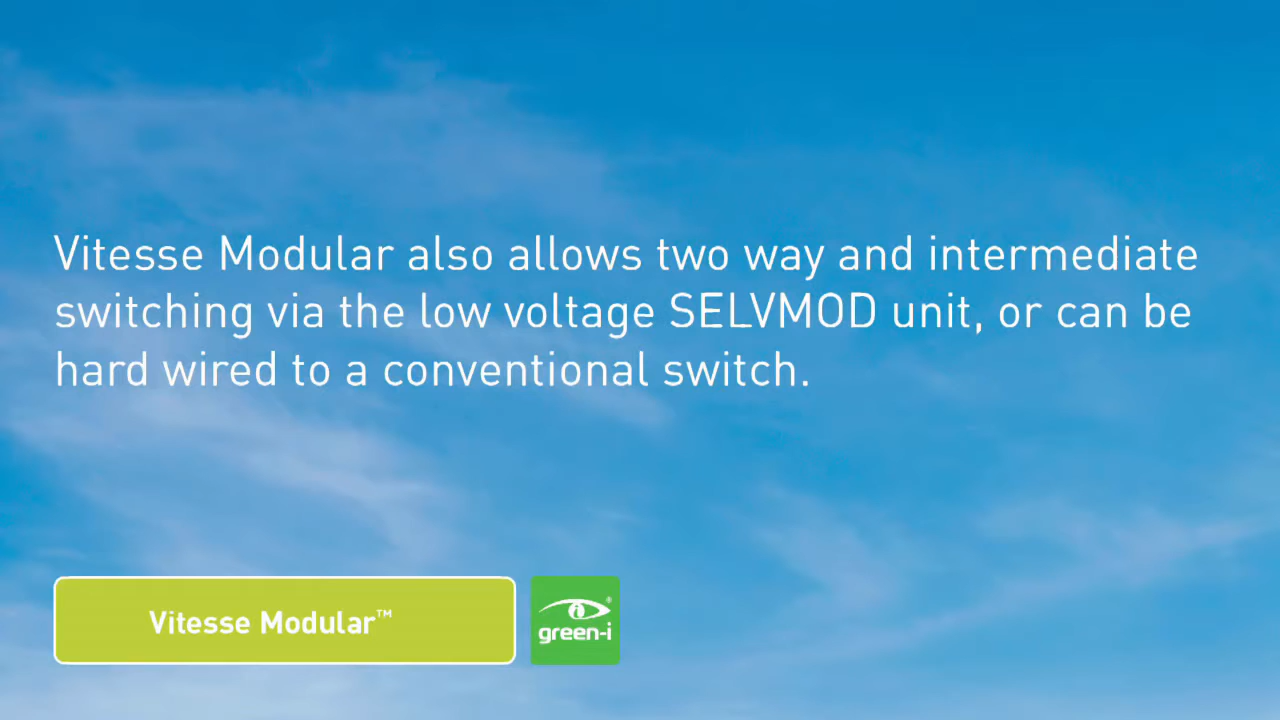 Vitesse Modular also allows two way and intermediate
switching via the low voltage SELVMOD unit, or can be
hard wired to a conventional switch.
Vitesse Modular™
green-i®